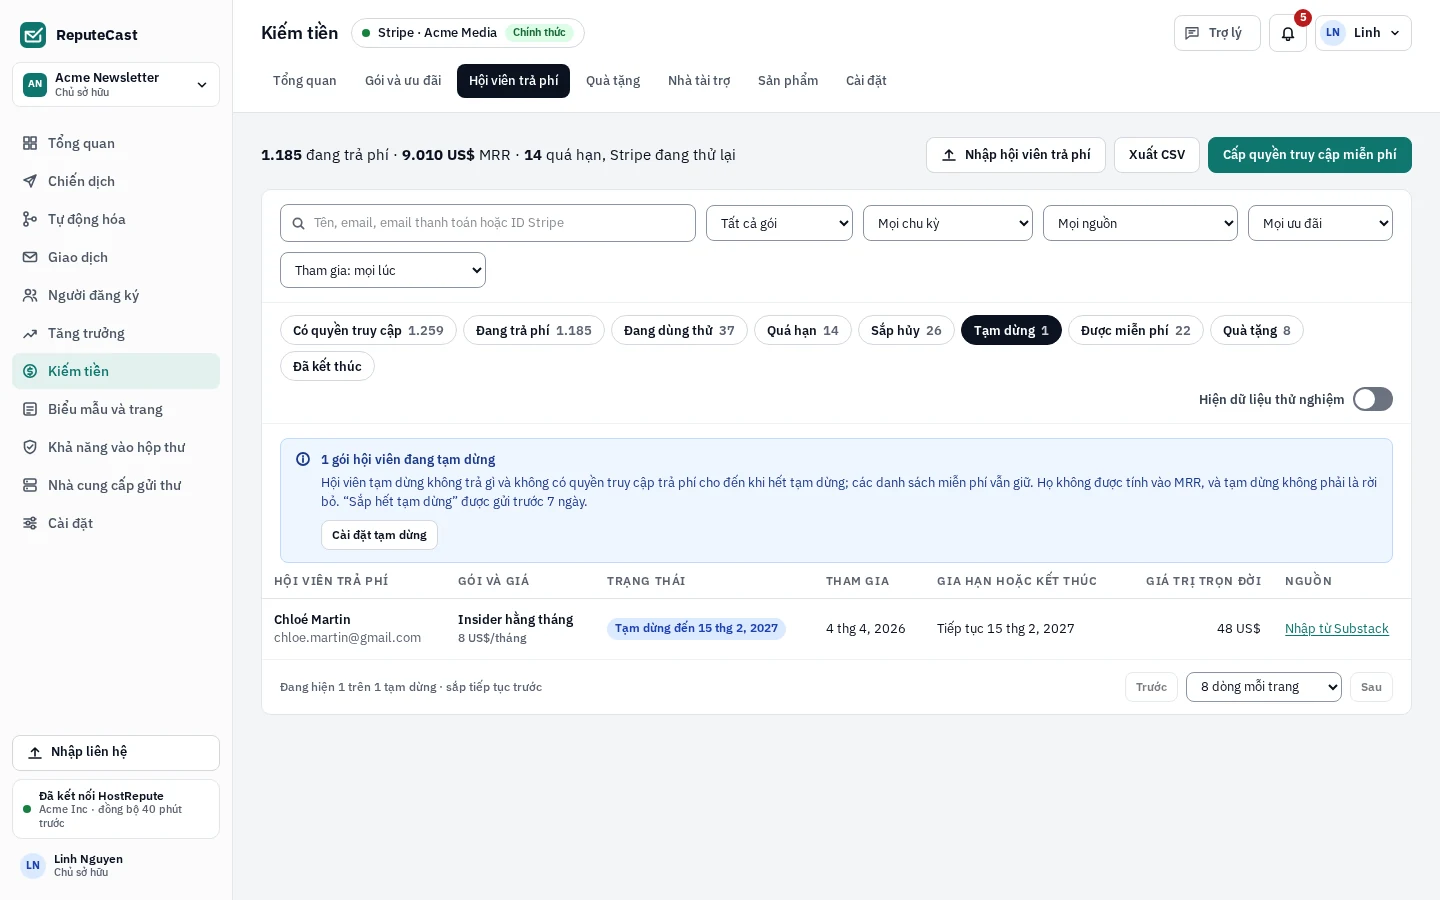 ReputeCast
AN
Acme Newsletter
Chủ sở hữu
Tổng quan
Chiến dịch
Tự động hóa
Giao dịch
Người đăng ký
Tăng trưởng
Kiếm tiền
Biểu mẫu và trang
Khả năng vào hộp thư
Nhà cung cấp gửi thư
Cài đặt
Nhập liên hệ
Đã kết nối HostRepute
Acme Inc · đồng bộ 40 phút
trước
LN
Linh Nguyen
Chủ sở hữu
Kiếm tiền
Stripe · Acme Media
Chính thức
Trợ lý
5
LN
Linh
Tổng quan
Gói và ưu đãi
Hội viên trả phí
Quà tặng
Nhà tài trợ
Sản phẩm
Cài đặt
1.185 đang trả phí · 9.010 US$ MRR · 14 quá hạn, Stripe đang thử lại
Nhập hội viên trả phí
Xuất CSV
Cấp quyền truy cập miễn phí
Tên, email, email thanh toán hoặc ID Stripe
Tất cả gói
Mọi chu kỳ
Mọi nguồn
Mọi ưu đãi
Tham gia: mọi lúc
Có quyền truy cập 1.259
Đang trả phí 1.185
Đang dùng thử 37
Quá hạn 14
Sắp hủy 26
Tạm dừng 1
Được miễn phí 22
Quà tặng 8
Đã kết thúc
Hiện dữ liệu thử nghiệm
1 gói hội viên đang tạm dừng
Hội viên tạm dừng không trả gì và không có quyền truy cập trả phí cho đến khi hết tạm dừng; các danh sách miễn phí vẫn giữ. Họ không được tính vào MRR, và tạm dừng không phải là rời
bỏ. “Sắp hết tạm dừng” được gửi trước 7 ngày.
Cài đặt tạm dừng
HỘI VIÊN TRẢ PHÍ
GÓI VÀ GIÁ
TRẠNG THÁI
THAM GIA
GIA HẠN HOẶC KẾT THÚC
GIÁ TRỊ TRỌN ĐỜI
NGUỒN
Chloé Martin
chloe.martin@gmail.com
Insider hằng tháng
8 US$/tháng
Tạm dừng đến 15 thg 2, 2027
4 thg 4, 2026
Tiếp tục 15 thg 2, 2027
48 US$
Nhập từ Substack
Đang hiện 1 trên 1 tạm dừng · sắp tiếp tục trước
Trước
8 dòng mỗi trang
Sau